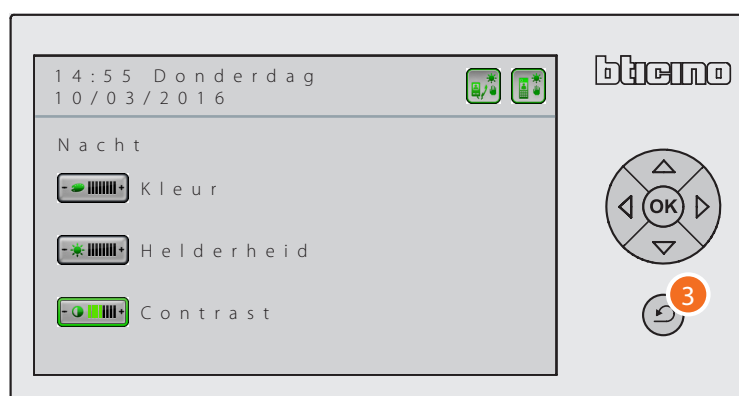 14:55 Donderdag
10/03/2016
bticino
Nacht
- +
Kleur
- +
Helderheid
- +
Contrast
OK
3